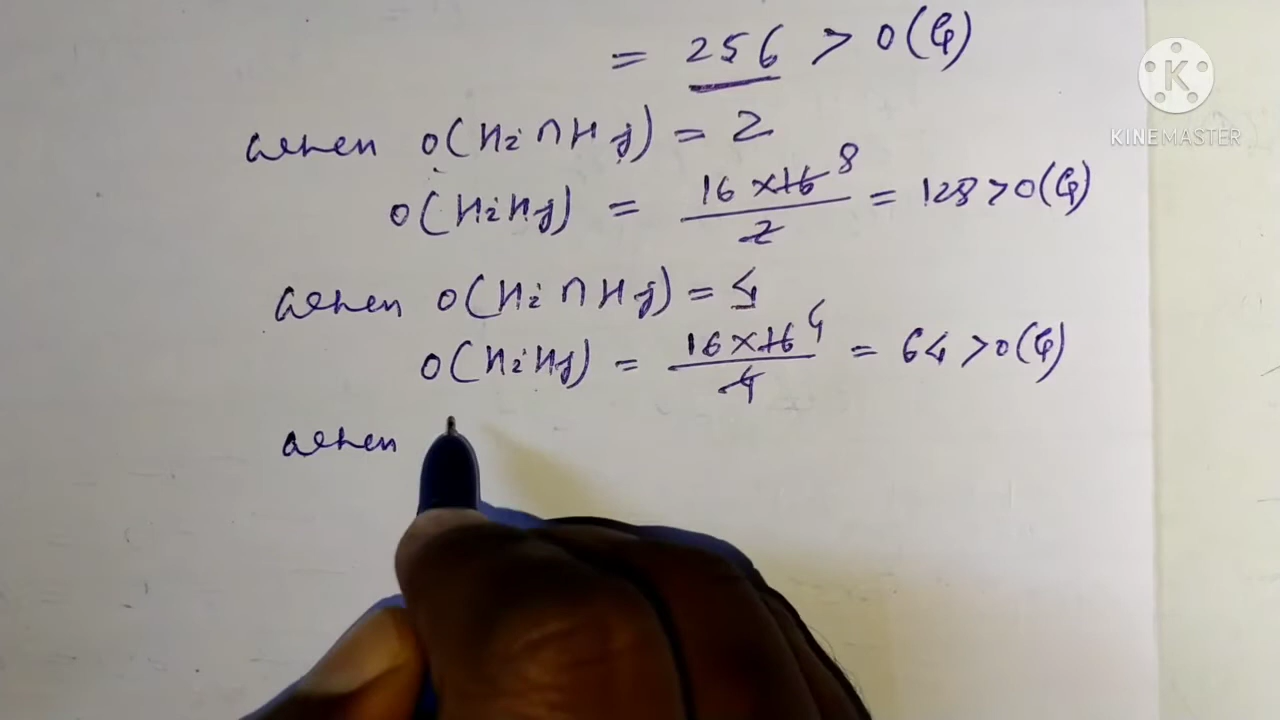 = 256 > O(G)
K
KINEMASTER
when O(Hi ∩ Hj) = 2
O(HiHj) = 16 × 16 8 / 2 = 128 > O(G)
when O(Hi ∩ Hj) = 4
O(HiHj) = 16 × 16 4 / 4 = 64 > O(G)
when